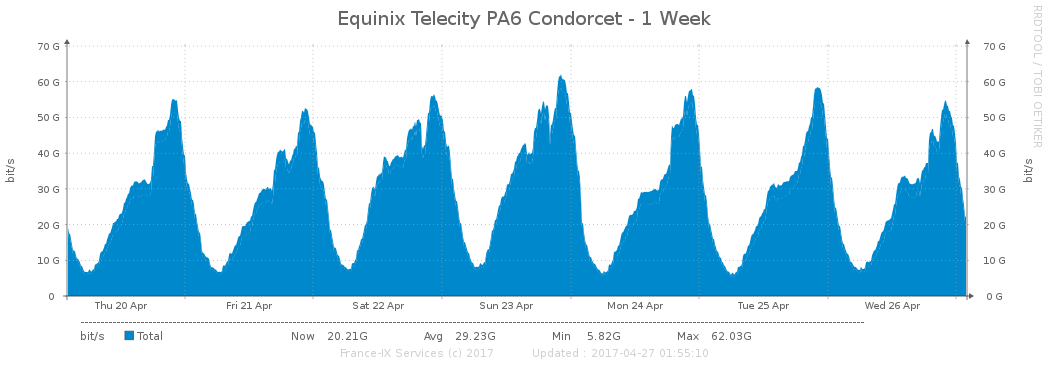 Equinix Telecity PA6 Condorcet - 1 Week
RRDTOOL / TOBI OETIKER
bit/s
bit/s
70 G 70 G
60 G 60 G
50 G 50 G
40 G 40 G
30 G 30 G
20 G 20 G
10 G 10 G
0 0 G
Thu 20 Apr Fri 21 Apr Sat 22 Apr Sun 23 Apr Mon 24 Apr Tue 25 Apr Wed 26 Apr
bit/s Total Now 20.21G Avg 29.23G Min 5.82G Max 62.03G
France-IX Services (c) 2017 Updated : 2017-04-27 01:55:10